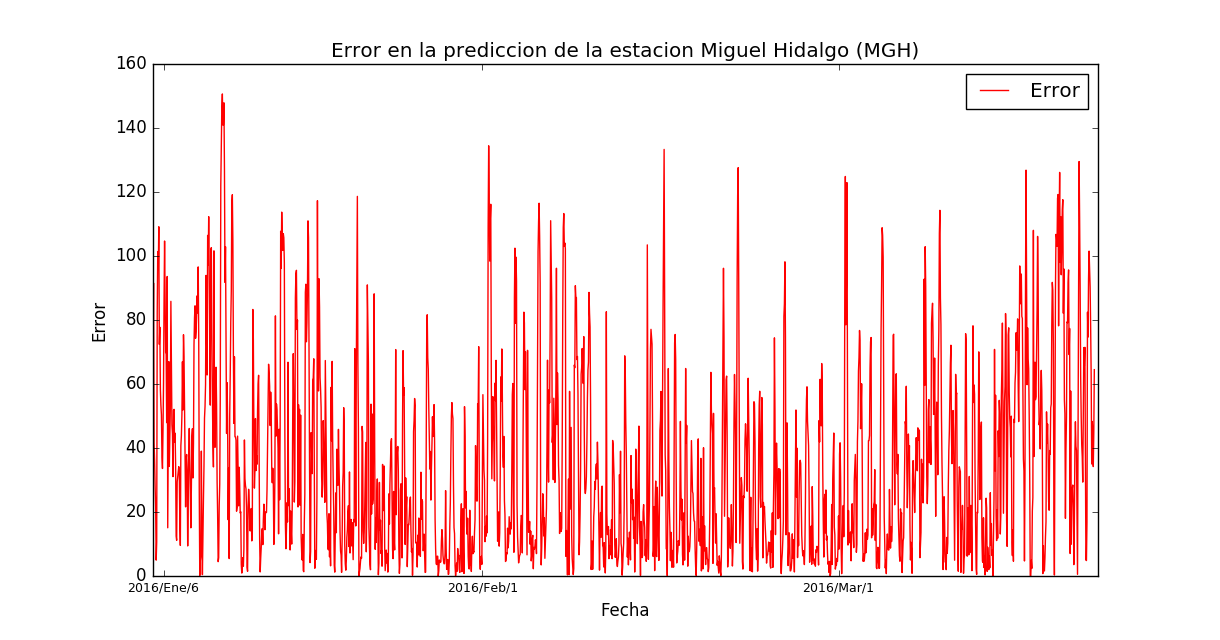 Error en la prediccion de la estacion Miguel Hidalgo (MGH)
160
140
120
100
80
60
40
20
0
Error
Error
2016/Ene/6
2016/Feb/1
2016/Mar/1
Fecha